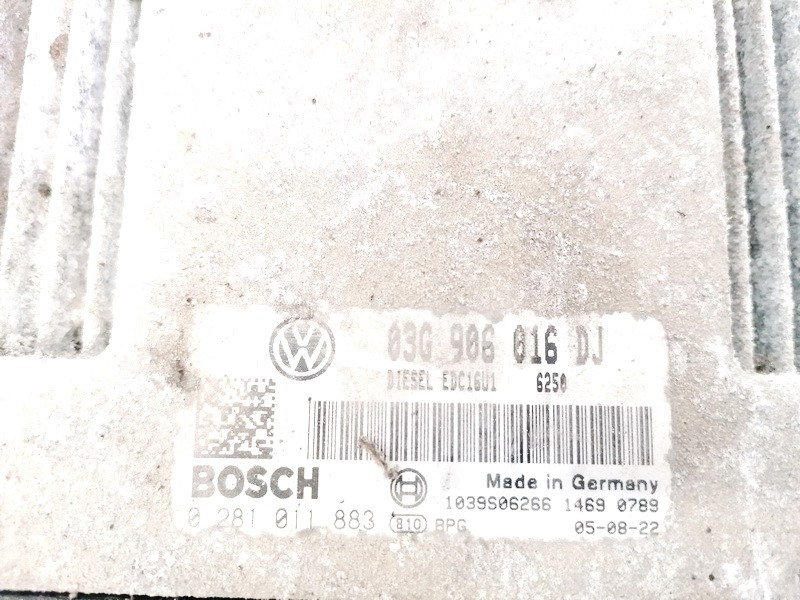 03G 906 016 DJ
DIESEL EDC16U1 6250
BOSCH
Made in Germany
1039S06266 1469 0789
0 281 011 883 810 BPG 05-08-22